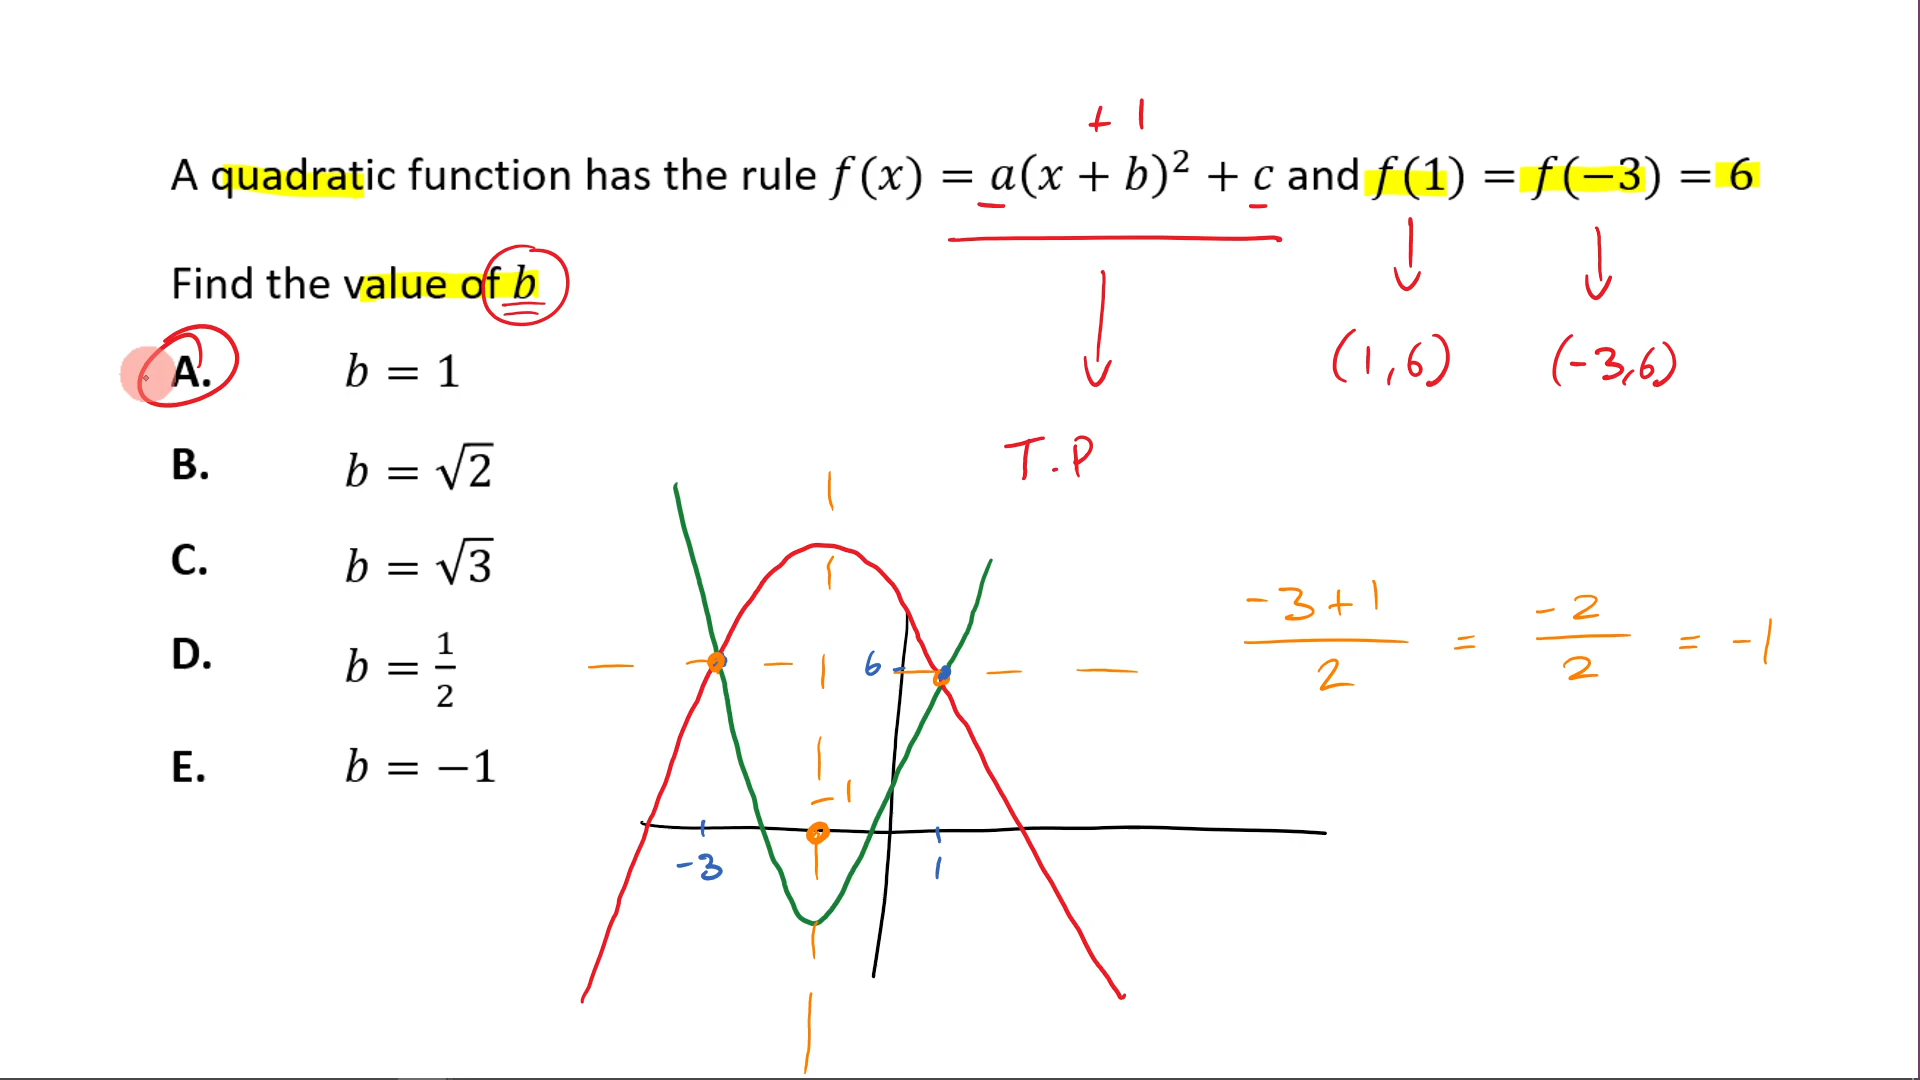 + 1
A quadratic function has the rule f(x) = a(x + b)² + c and f(1) = f(−3) = 6
Find the value of b
(1,6) (-3,6)
A. b = 1
T.P
B. b = √2
C. b = √3
-3+1/2 = -2/2 = -1
D. b = 1/2
6
E. b = −1
-1
-3 1